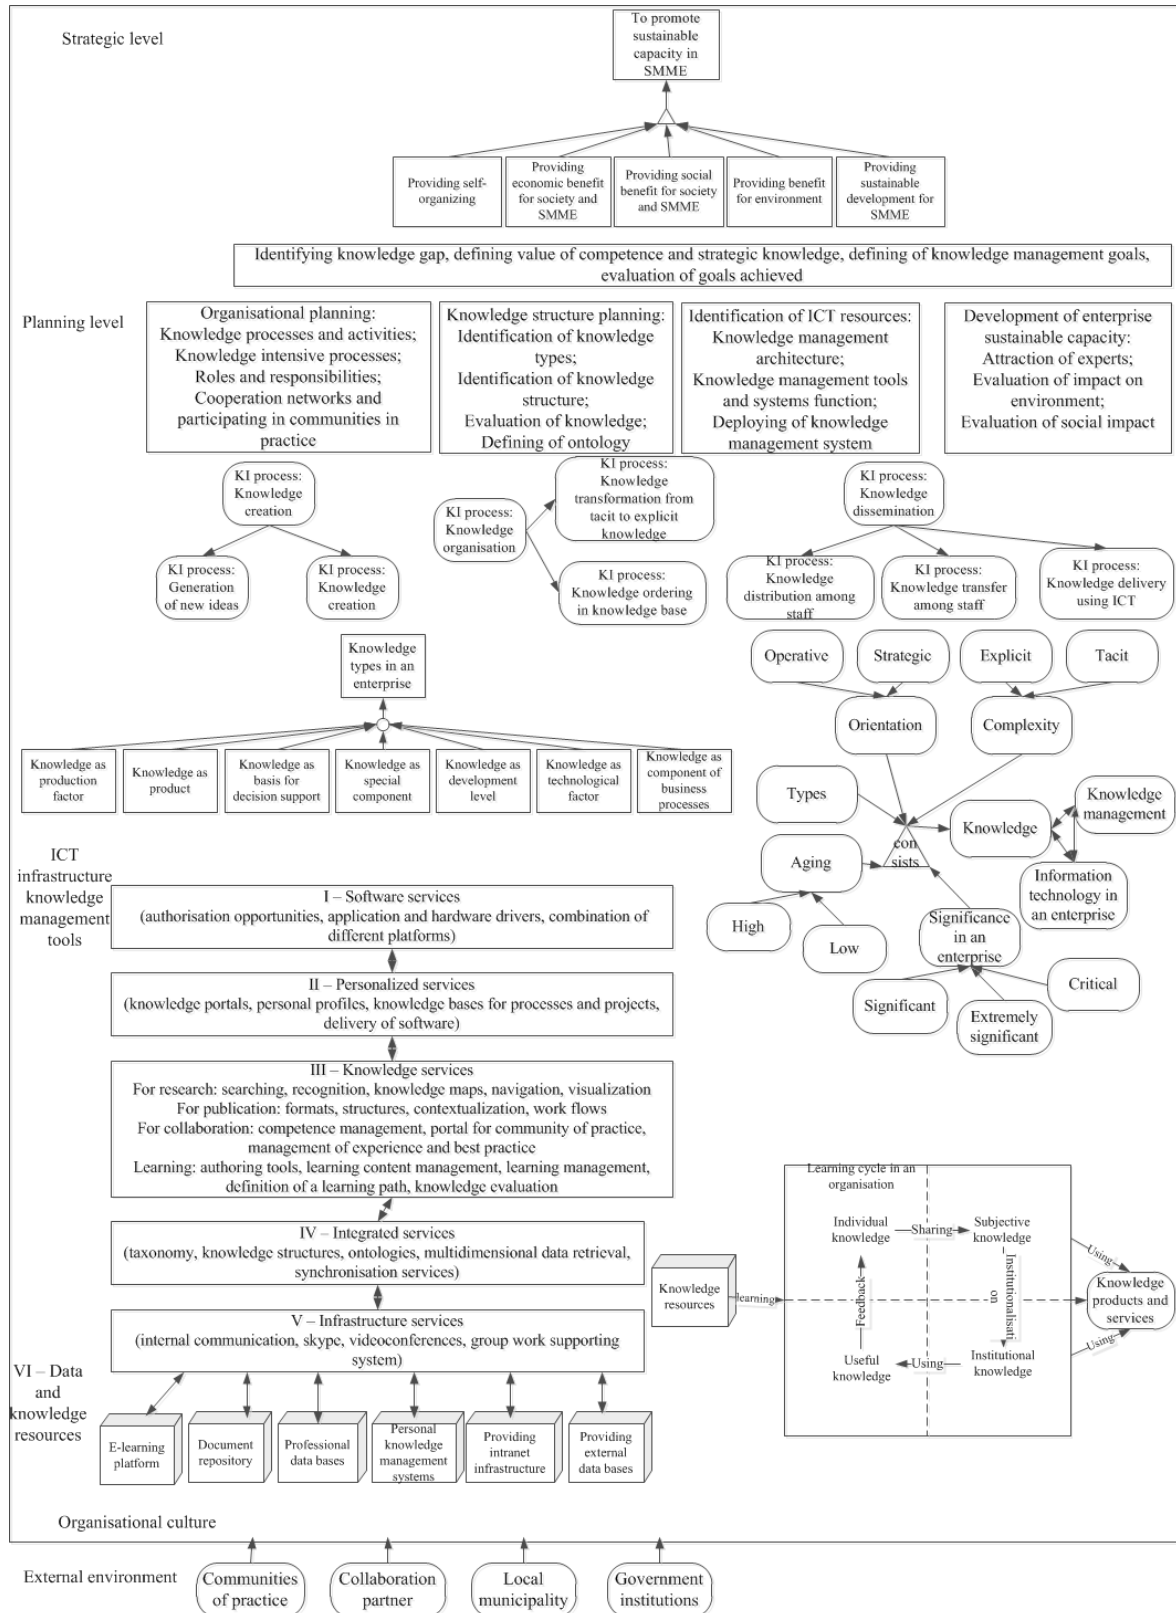 Strategic level
To promote
sustainable
capacity in
SMME
Providing self-
organizing
Providing
economic benefit
for society and
SMME
Providing social
benefit for society
and SMME
Providing benefit
for environment
Providing
sustainable
development for
SMME
Identifying knowledge gap, defining value of competence and strategic knowledge, defining of knowledge management goals,
evaluation of goals achieved
Planning level
Organisational planning:
Knowledge processes and activities;
Knowledge intensive processes;
Roles and responsibilities;
Cooperation networks and
participating in communities in
practice
Knowledge structure planning:
Identification of knowledge
types;
Identification of knowledge
structure;
Evaluation of knowledge;
Defining of ontology
Identification of ICT resources:
Knowledge management
architecture;
Knowledge management tools
and systems function;
Deploying of knowledge
management system
Development of enterprise
sustainable capacity:
Attraction of experts;
Evaluation of impact on
environment;
Evaluation of social impact
KI process:
Knowledge
creation
KI process:
Generation
of new ideas
KI process:
Knowledge
creation
KI process:
Knowledge
organisation
KI process:
Knowledge
transformation from
tacit to explicit
knowledge
KI process:
Knowledge ordering
in knowledge base
KI process:
Knowledge
dissemination
KI process:
Knowledge
distribution among
staff
KI process:
Knowledge transfer
among staff
KI process:
Knowledge delivery
using ICT
Knowledge
types in an
enterprise
Knowledge as
production
factor
Knowledge as
product
Knowledge as
basis for
decision support
Knowledge as
special
component
Knowledge as
development
level
Knowledge as
technological
factor
Knowledge as
component of
business
processes
Operative
Strategic
Explicit
Tacit
Orientation
Complexity
Types
Knowledge
Knowledge
management
con
sists
Aging
Information
technology in
an enterprise
High
Low
Significance
in an
enterprise
Significant
Extremely
significant
Critical
ICT
infrastructure
knowledge
management
tools
I – Software services
(authorisation opportunities, application and hardware drivers, combination of
different platforms)
II – Personalized services
(knowledge portals, personal profiles, knowledge bases for processes and projects,
delivery of software)
III – Knowledge services
For research: searching, recognition, knowledge maps, navigation, visualization
For publication: formats, structures, contextualization, work flows
For collaboration: competence management, portal for community of practice,
management of experience and best practice
Learning: authoring tools, learning content management, learning management,
definition of a learning path, knowledge evaluation
IV – Integrated services
(taxonomy, knowledge structures, ontologies, multidimensional data retrieval,
synchronisation services)
V – Infrastructure services
(internal communication, skype, videoconferences, group work supporting
system)
Knowledge
resources
learning
Learning cycle in an
organisation
Individual
knowledge
Sharing
Subjective
knowledge
Institutionalisati
on
Institutional
knowledge
Using
Useful
knowledge
Feedback
Using
Using
Knowledge
products and
services
VI – Data
and
knowledge
resources
E-learning
platform
Document
repository
Professional
data bases
Personal
knowledge
management
systems
Providing
intranet
infrastructure
Providing
external
data bases
Organisational culture
External environment
Communities
of practice
Collaboration
partner
Local
municipality
Government
institutions